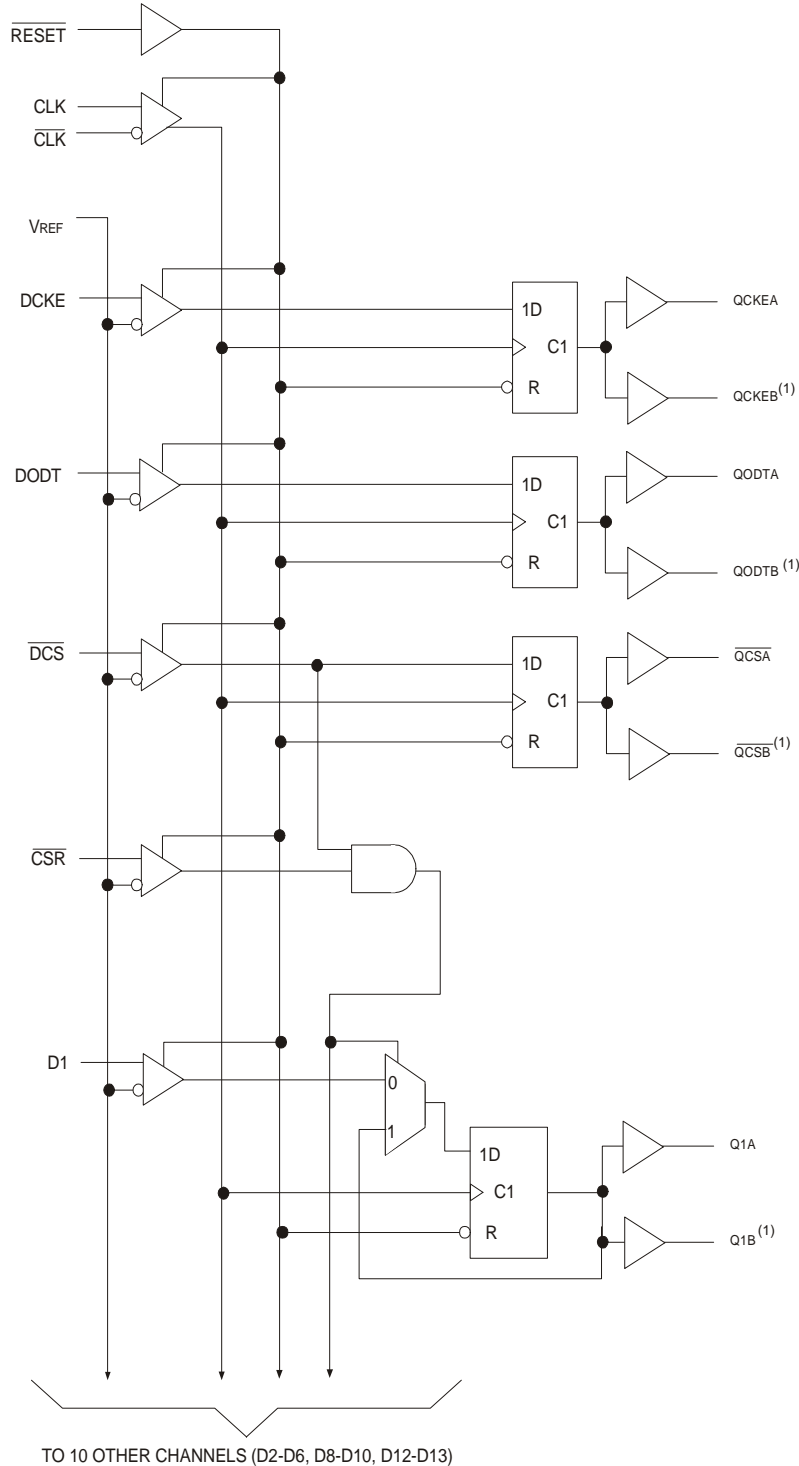 RESET
CLK
CLK
VREF
DCKE
1D
C1
R
QCKEA
QCKEB(1)
DODT
1D
C1
R
QODTA
QODTB (1)
DCS
1D
C1
R
QCSA
QCSB(1)
CSR
D1
0
1
1D
C1
R
Q1A
Q1B(1)
TO 10 OTHER CHANNELS (D2-D6, D8-D10, D12-D13)